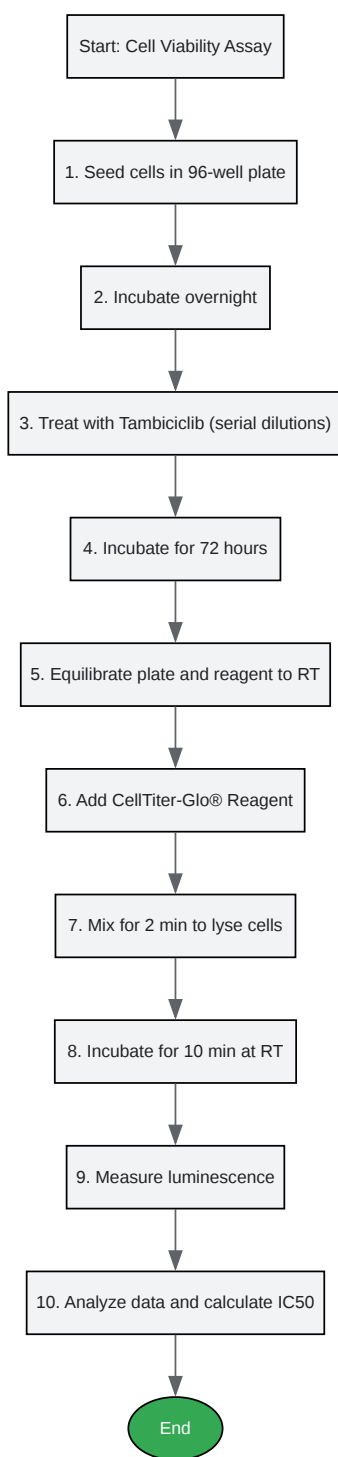 Start: Cell Viability Assay
1. Seed cells in 96-well plate
2. Incubate overnight
3. Treat with Tambiciclib (serial dilutions)
4. Incubate for 72 hours
5. Equilibrate plate and reagent to RT
6. Add CellTiter-Glo® Reagent
7. Mix for 2 min to lyse cells
8. Incubate for 10 min at RT
9. Measure luminescence
10. Analyze data and calculate IC50
End